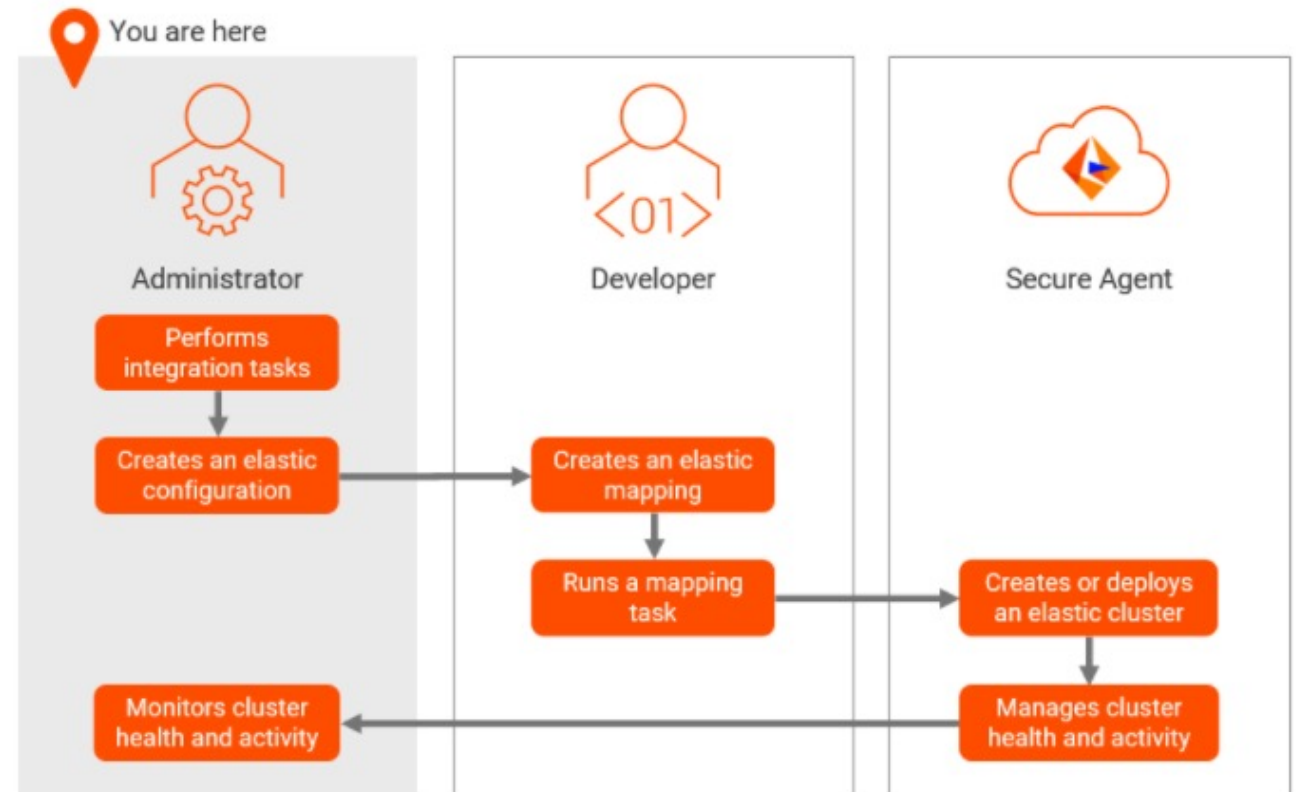 You are here
Administrator
Performs
integration tasks
Creates an elastic
configuration
Monitors cluster
health and activity
<01>
Developer
Creates an elastic
mapping
Runs a mapping
task
Secure Agent
Creates or deploys
an elastic cluster
Manages cluster
health and activity